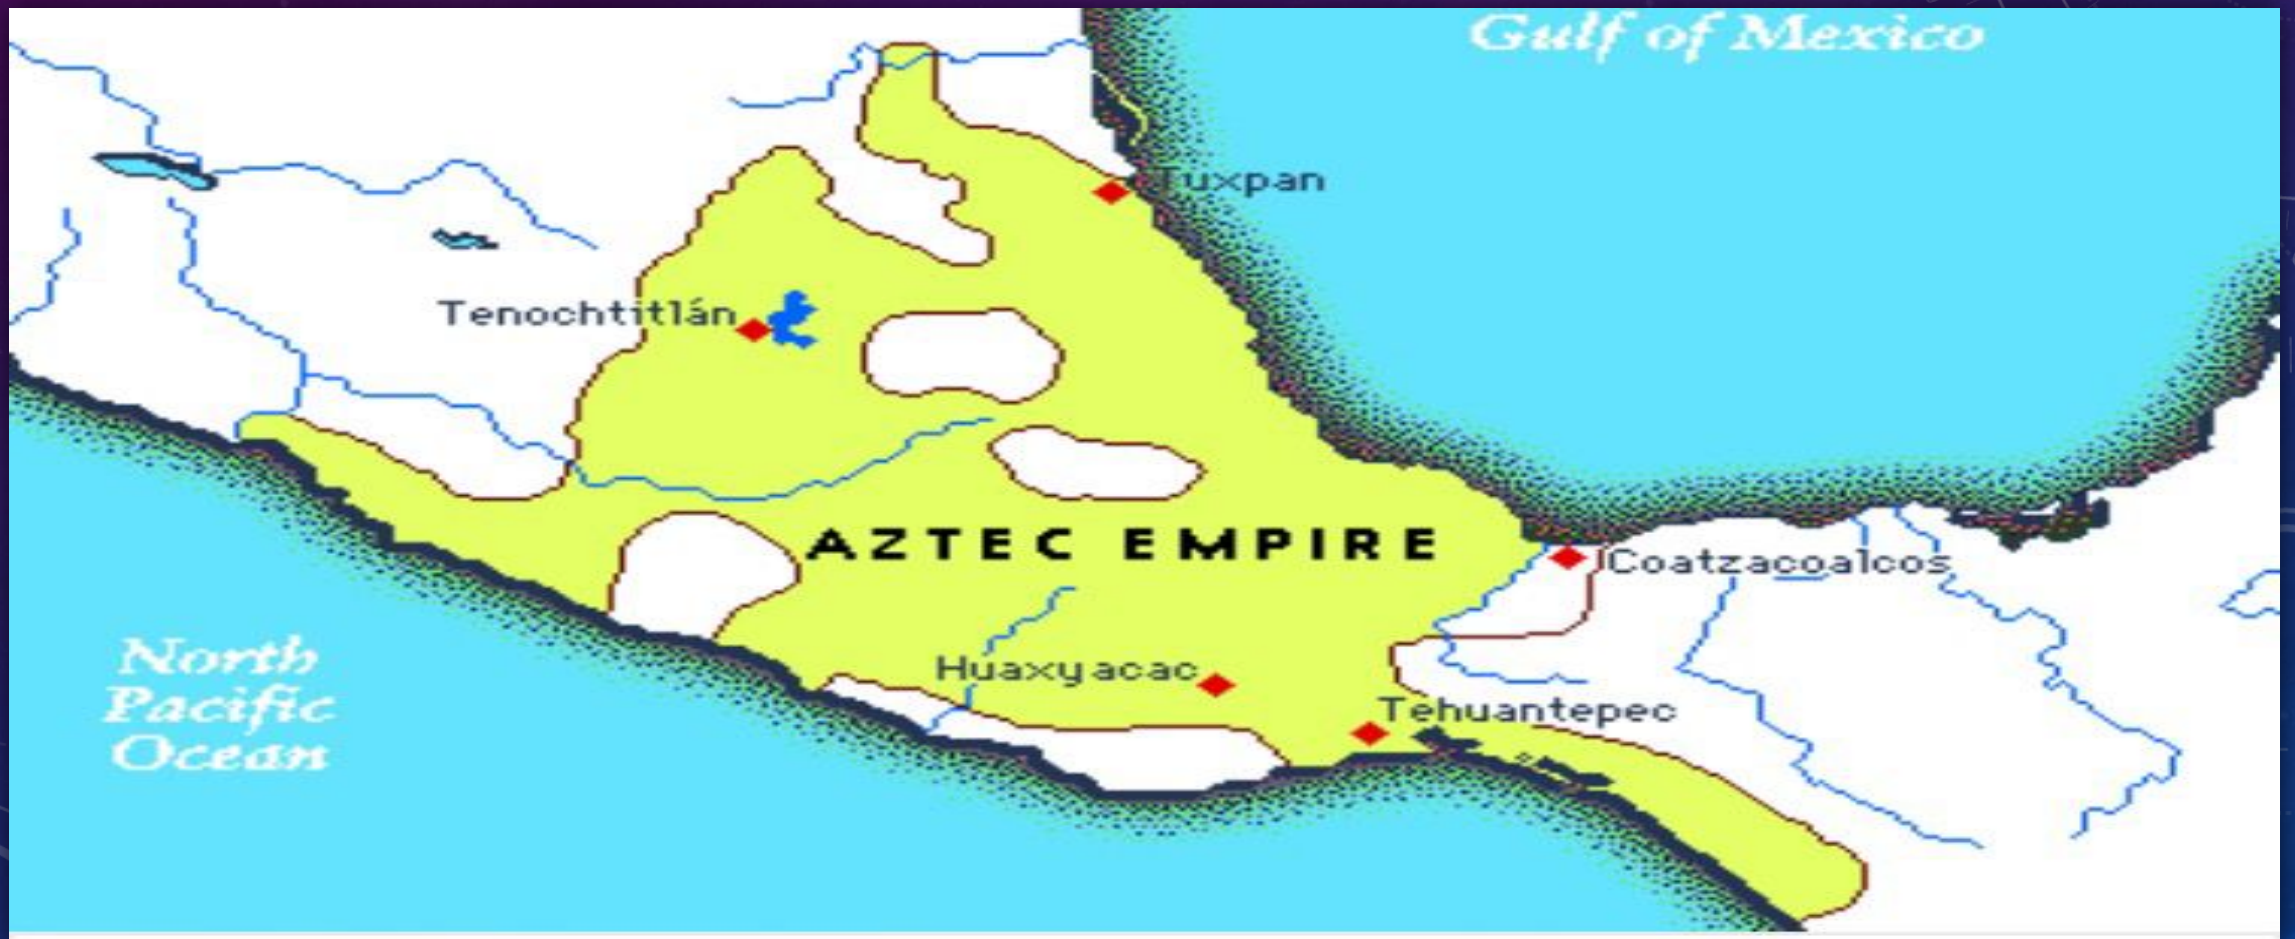 Gulf of Mexico
Tuxpan
Tenochtitlán
AZTEC EMPIRE
Coatzacoalcos
North
Pacific
Ocean
Huaxyacac
Tehuantepec